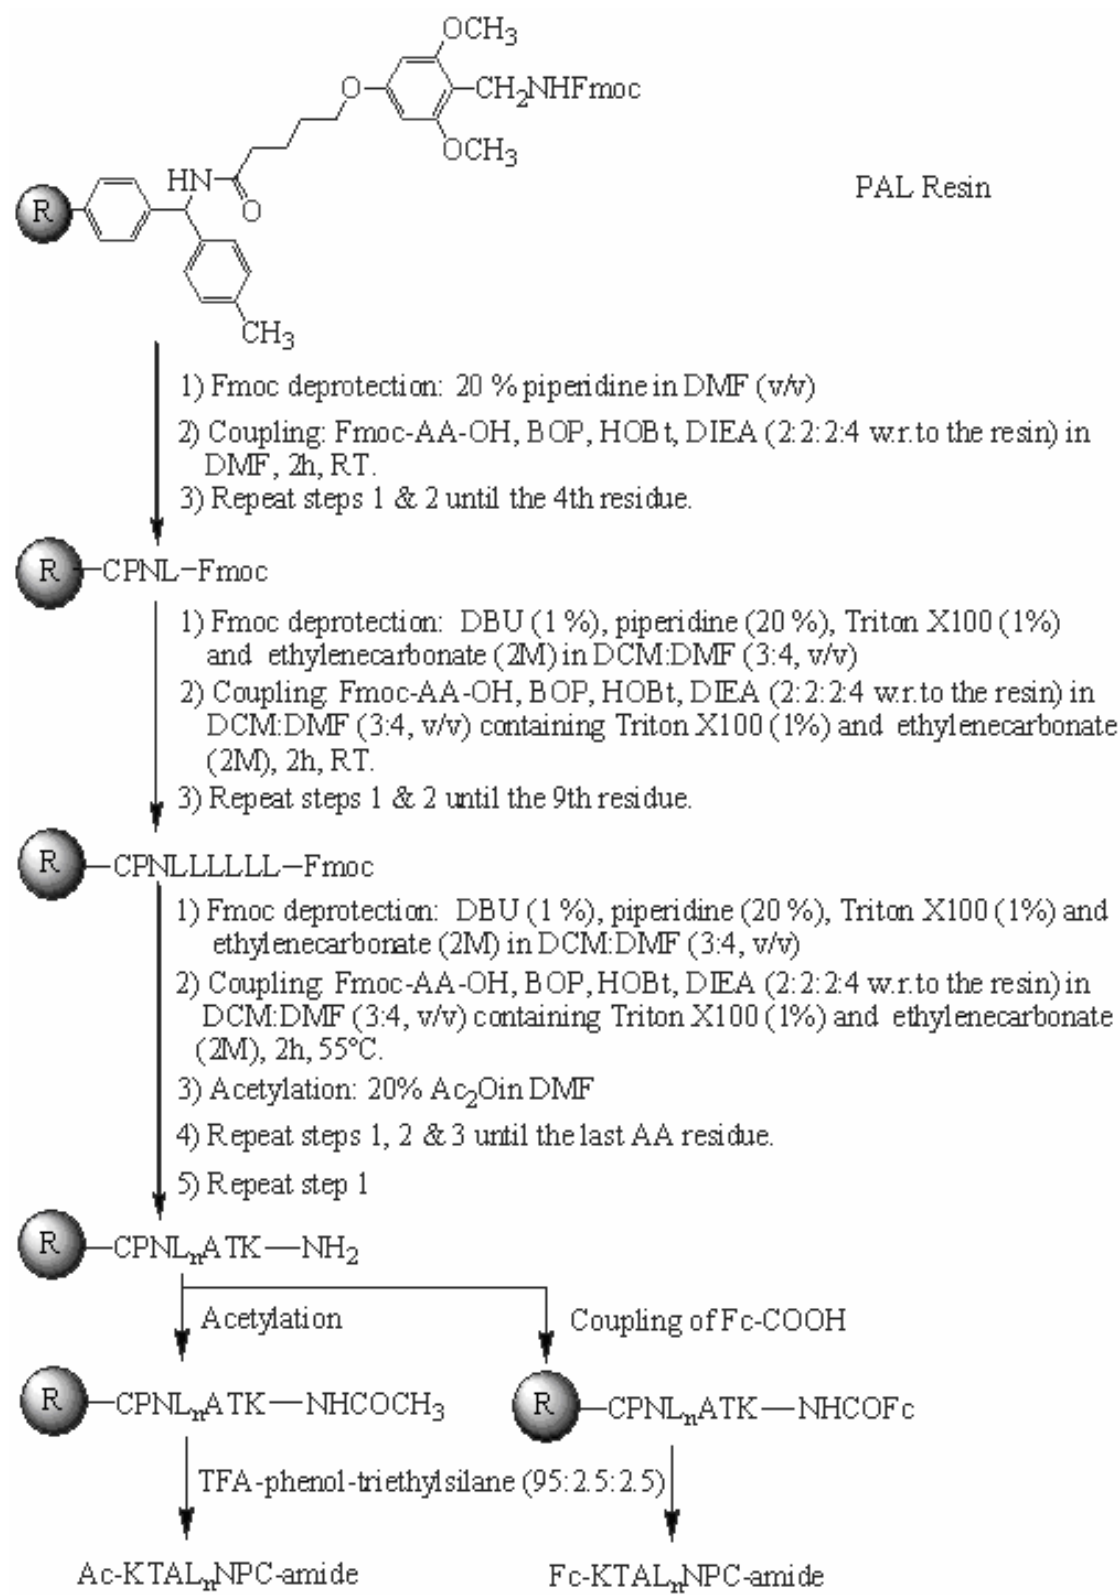 OCH3
O
CH2NHFmoc
OCH3
HN
O
R
PAL Resin
CH3
1) Fmoc deprotection: 20 % piperidine in DMF (v/v)
2) Coupling: Fmoc-AA-OH, BOP, HOBt, DIEA (2:2:2:4 w.r.to the resin) in
DMF, 2h, RT.
3) Repeat steps 1 & 2 until the 4th residue.
R CPNL-Fmoc
1) Fmoc deprotection: DBU (1 %), piperidine (20 %), Triton X100 (1%)
and ethylenecarbonate (2M) in DCM:DMF (3:4, v/v)
2) Coupling: Fmoc-AA-OH, BOP, HOBt, DIEA (2:2:2:4 w.r.to the resin) in
DCM:DMF (3:4, v/v) containing Triton X100 (1%) and ethylenecarbonate
(2M), 2h, RT.
3) Repeat steps 1 & 2 until the 9th residue.
R CPNLLLLLL-Fmoc
1) Fmoc deprotection: DBU (1 %), piperidine (20 %), Triton X100 (1%) and
ethylenecarbonate (2M) in DCM:DMF (3:4, v/v)
2) Coupling: Fmoc-AA-OH, BOP, HOBt, DIEA (2:2:2:4 w.r.to the resin) in
DCM:DMF (3:4, v/v) containing Triton X100 (1%) and ethylenecarbonate
(2M), 2h, 55°C.
3) Acetylation: 20% Ac2Oin DMF
4) Repeat steps 1, 2 & 3 until the last AA residue.
5) Repeat step 1
R CPNLnATK—NH2
Acetylation
Coupling of Fc-COOH
R CPNLnATK—NHCOCH3
R CPNLnATK—NHCOFc
TFA-phenol-triethylsilane (95:2.5:2.5)
Ac-KTALnNPC-amide
Fc-KTALnNPC-amide